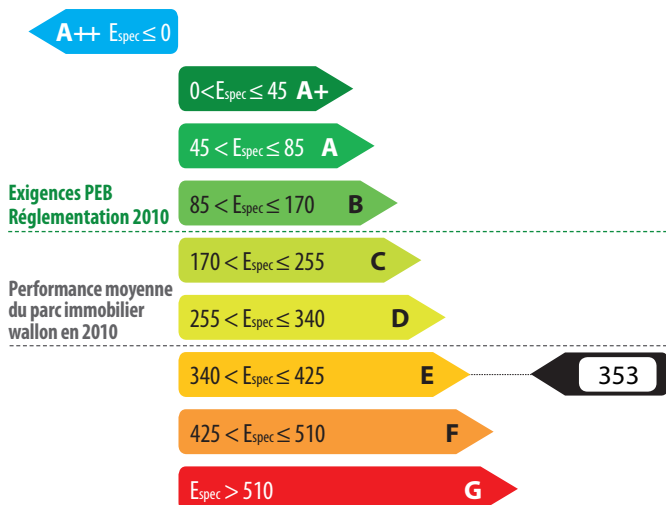 A++ Espec ≤ 0
0<Espec ≤ 45 A+
45 < Espec ≤ 85 A
Exigences PEB
Réglementation 2010
85 < Espec ≤ 170 B
170 < Espec ≤ 255 C
Performance moyenne
du parc immobilier
wallon en 2010
255 < Espec ≤ 340 D
340 < Espec ≤ 425 E 353
425 < Espec ≤ 510 F
Espec > 510 G